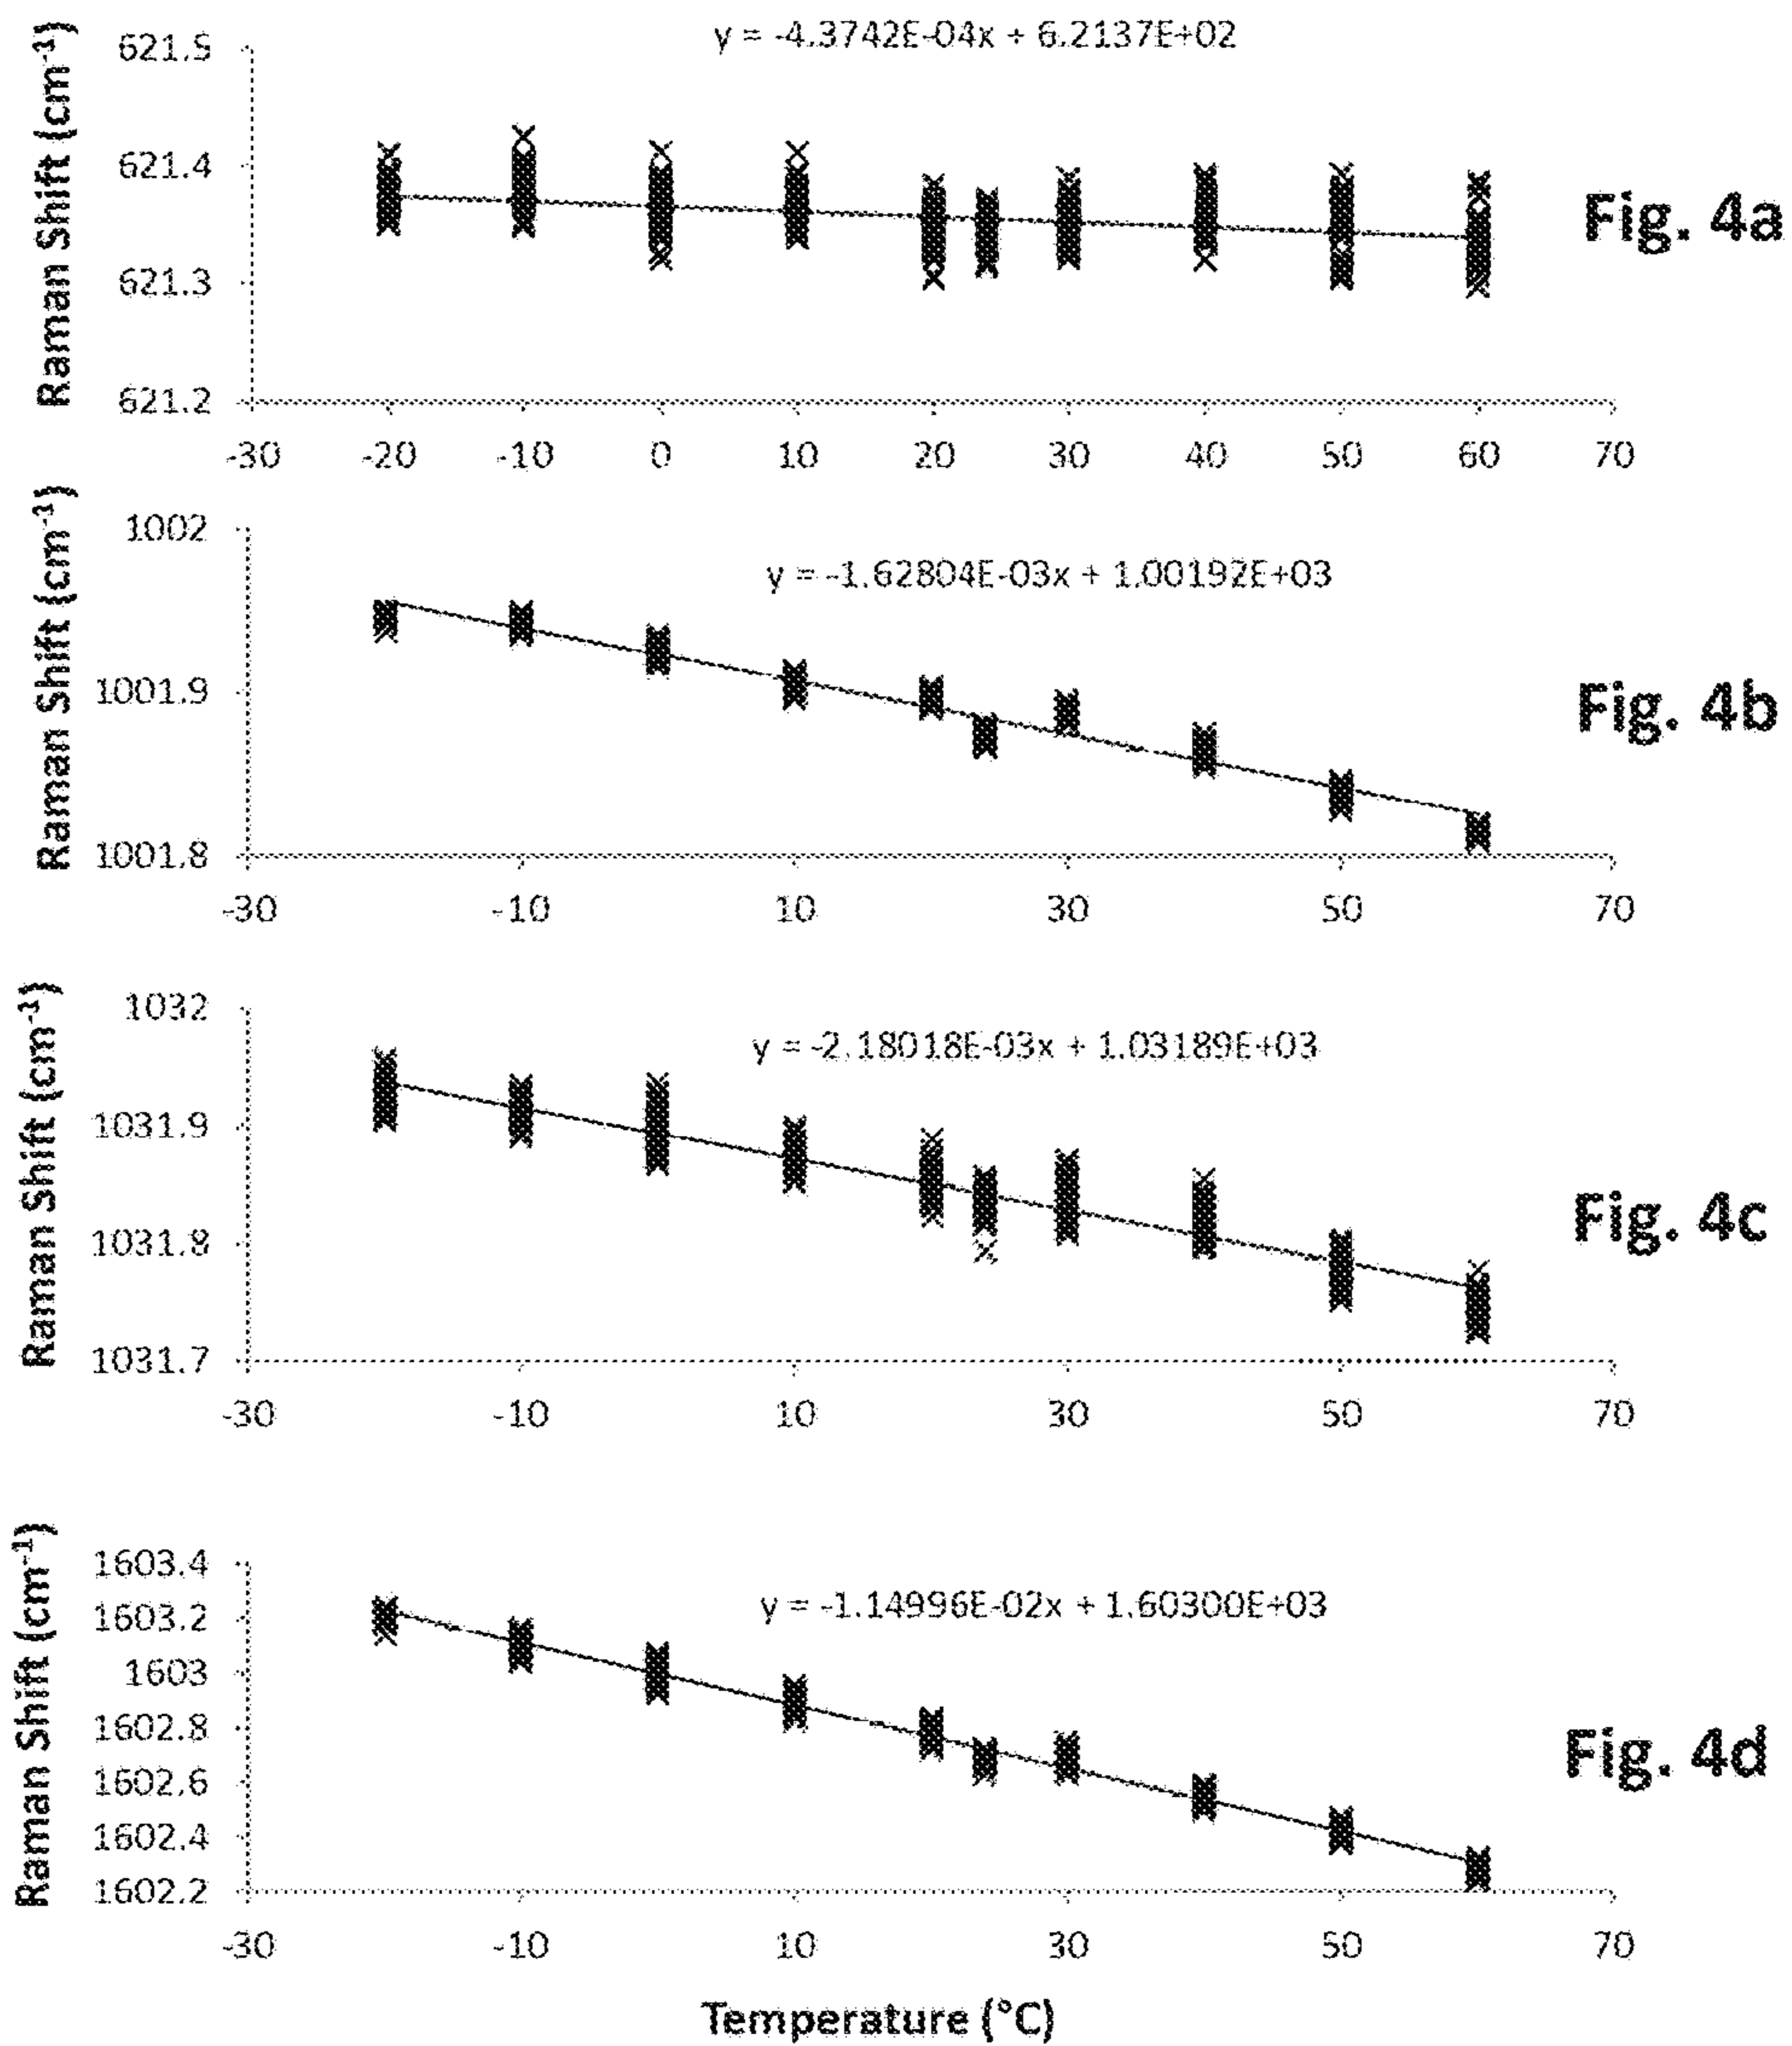 y = -4.3742E-04x + 6.2137E+02
Raman Shift (cm⁻¹)
621.5
621.4
621.3
621.2
-30 -20 -10 0 10 20 30 40 50 60 70
Fig. 4a
y = -1.62804E-03x + 1.00192E+03
Raman Shift (cm⁻¹)
1002
1001.9
1001.8
-30 -10 10 30 50 70
Fig. 4b
y = -2.18018E-03x + 1.03189E+03
Raman Shift (cm⁻¹)
1032
1031.9
1031.8
1031.7
-30 -10 10 30 50 70
Fig. 4c
y = -1.14996E-02x + 1.60300E+03
Raman Shift (cm⁻¹)
1603.4
1603.2
1603
1602.8
1602.6
1602.4
1602.2
-30 -10 10 30 50 70
Fig. 4d
Temperature (°C)